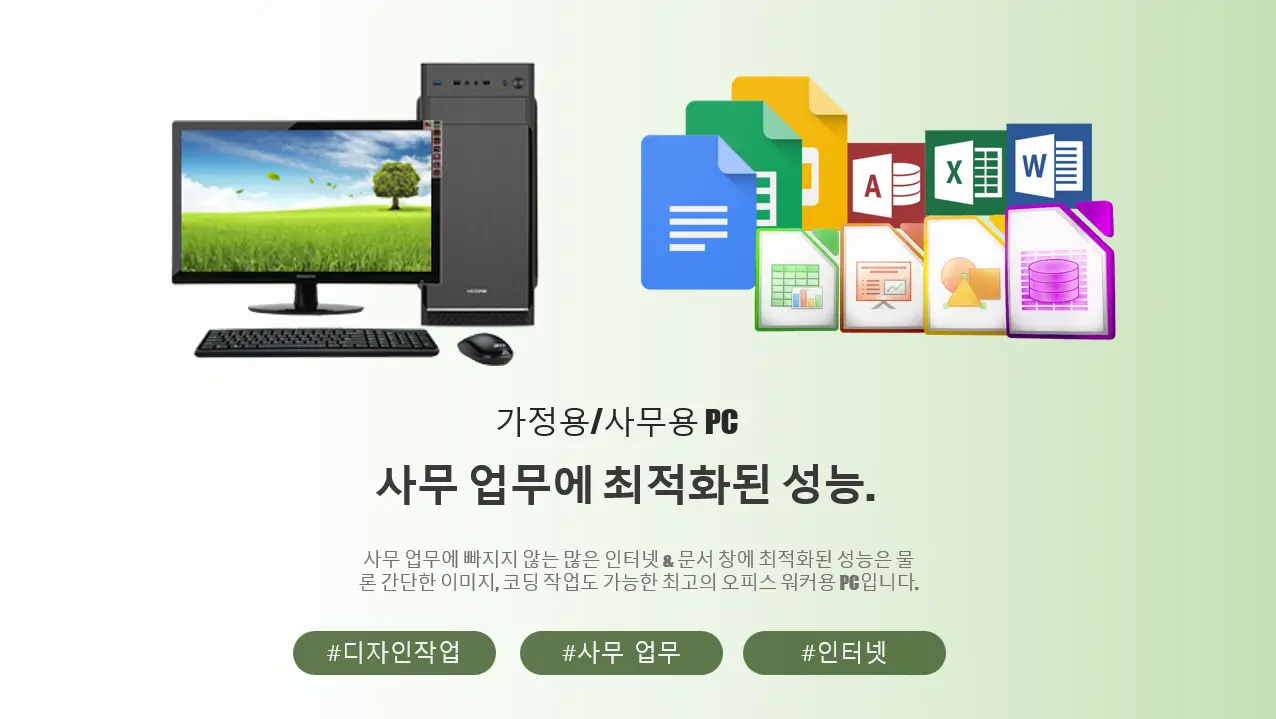 A
X
W
가정용/사무용 PC
사무 업무에 최적화된 성능.
사무 업무에 빠지지 않는 많은 인터넷 & 문서 창에 최적화된 성능은 물
론 간단한 이미지, 코딩 작업도 가능한 최고의 오피스 워커용 PC입니다.
#디자인작업
#사무 업무
#인터넷